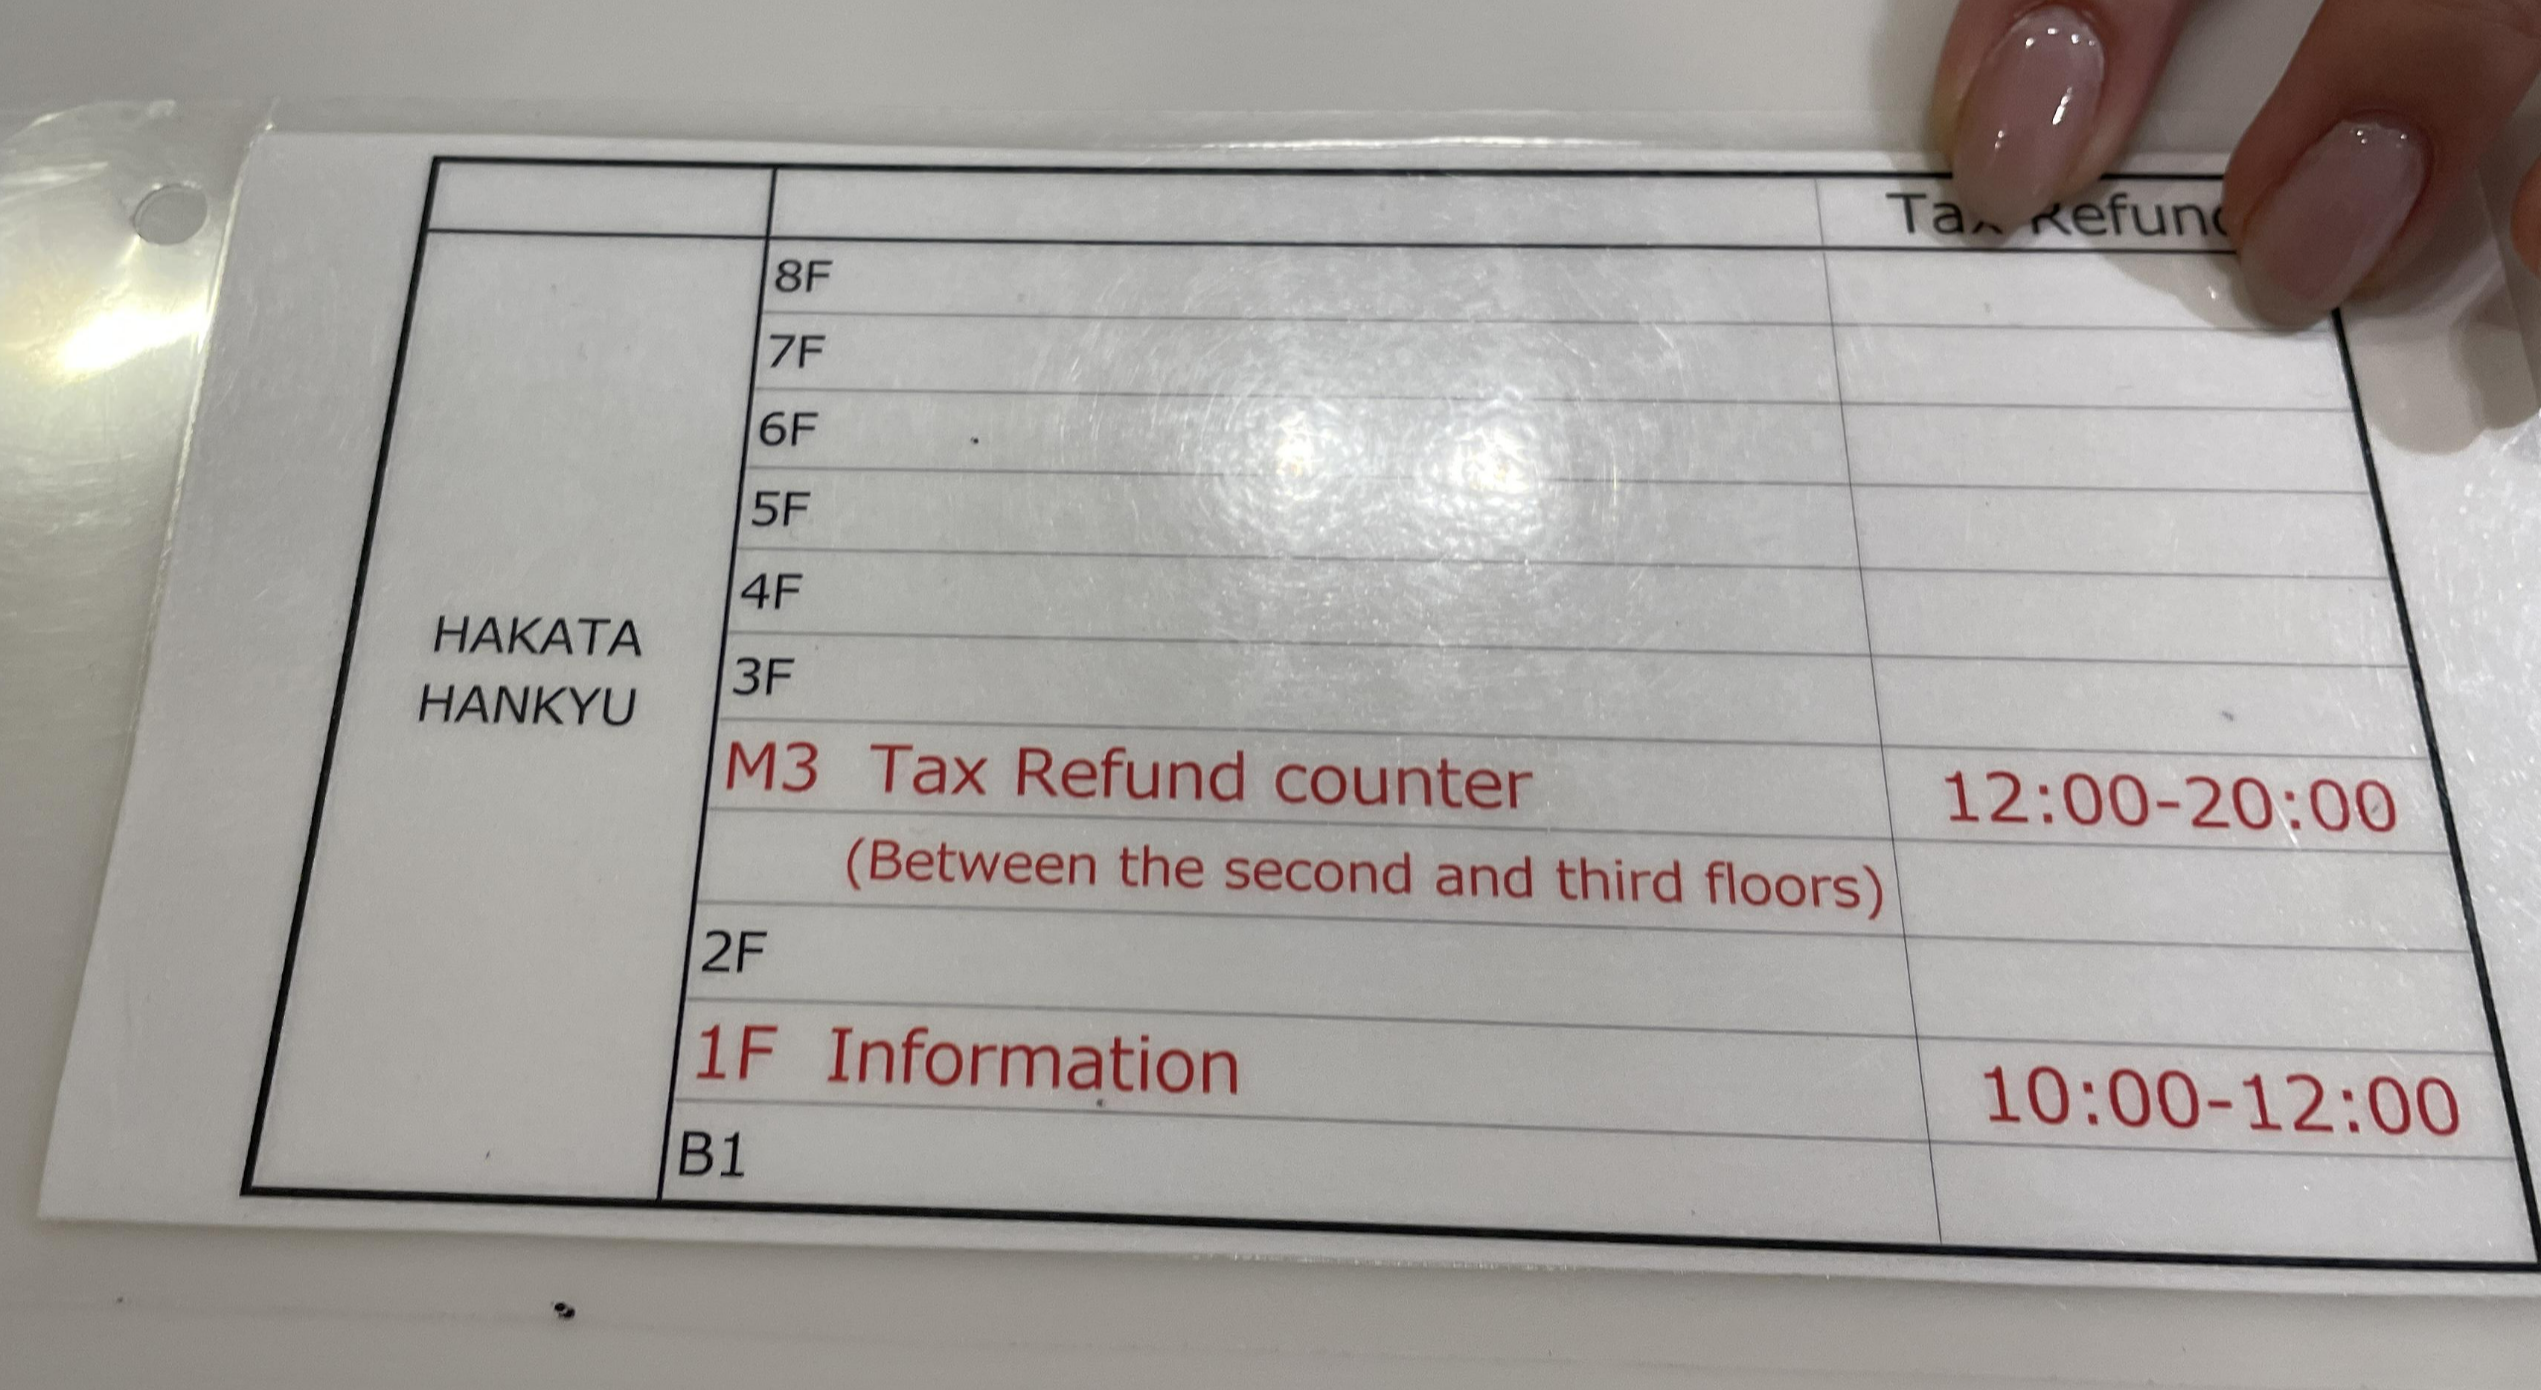 Tax Refund
8F
7F
6F
5F
4F
HAKATA
HANKYU
3F
M3 Tax Refund counter 12:00-20:00
(Between the second and third floors)
2F
1F Information 10:00-12:00
B1